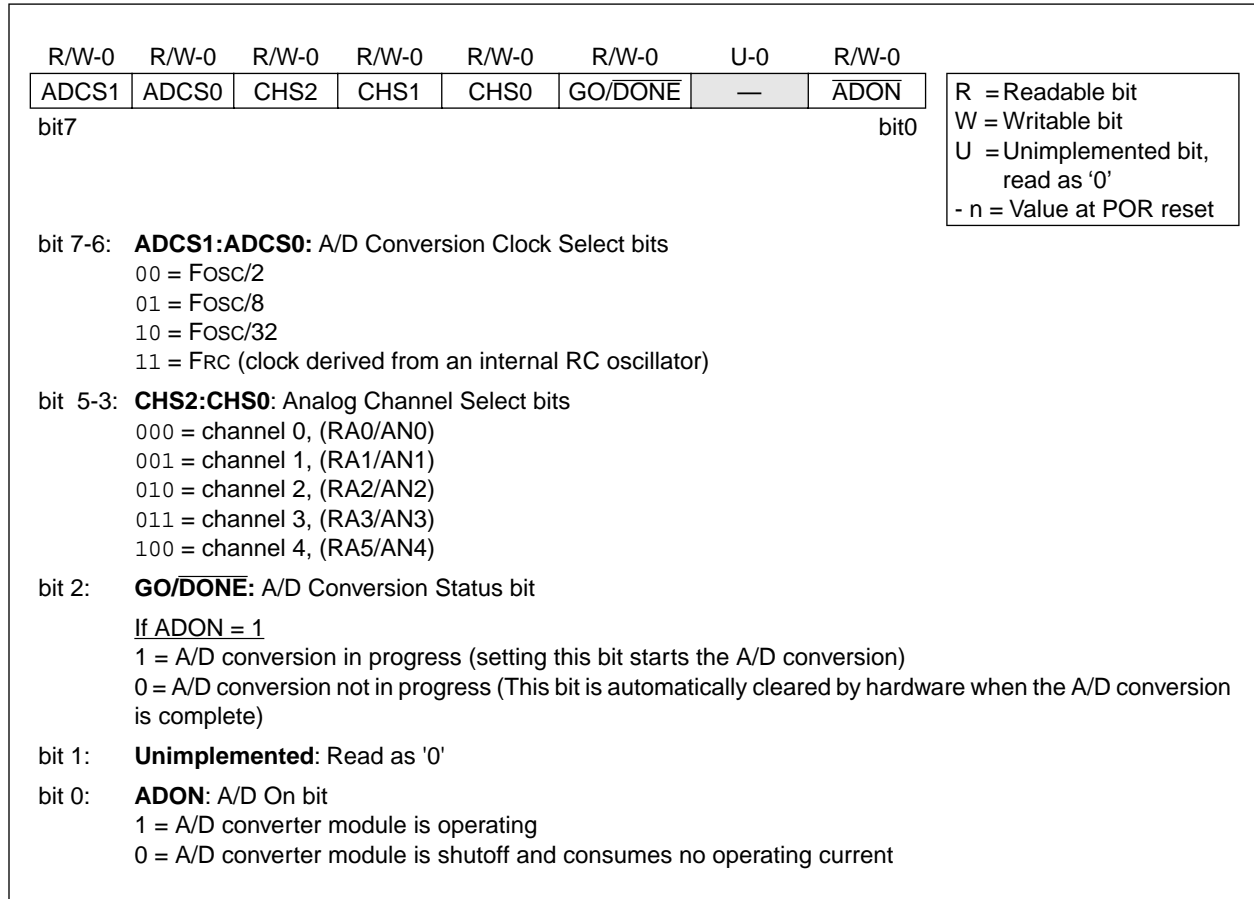 R/W-0 R/W-0 R/W-0 R/W-0 R/W-0 R/W-0 U-0 R/W-0
ADCS1 ADCS0 CHS2 CHS1 CHS0 GO/D̅O̅N̅E̅ — A̅D̅O̅N̅
bit7 bit0
R = Readable bit
W = Writable bit
U = Unimplemented bit,
read as ‘0’
- n = Value at POR reset
bit 7-6: ADCS1:ADCS0: A/D Conversion Clock Select bits
00 = FOSC/2
01 = FOSC/8
10 = FOSC/32
11 = FRC (clock derived from an internal RC oscillator)
bit 5-3: CHS2:CHS0: Analog Channel Select bits
000 = channel 0, (RA0/AN0)
001 = channel 1, (RA1/AN1)
010 = channel 2, (RA2/AN2)
011 = channel 3, (RA3/AN3)
100 = channel 4, (RA5/AN4)
bit 2: GO/D̅O̅N̅E̅: A/D Conversion Status bit
If ADON = 1
1 = A/D conversion in progress (setting this bit starts the A/D conversion)
0 = A/D conversion not in progress (This bit is automatically cleared by hardware when the A/D conversion
is complete)
bit 1: Unimplemented: Read as '0'
bit 0: ADON: A/D On bit
1 = A/D converter module is operating
0 = A/D converter module is shutoff and consumes no operating current